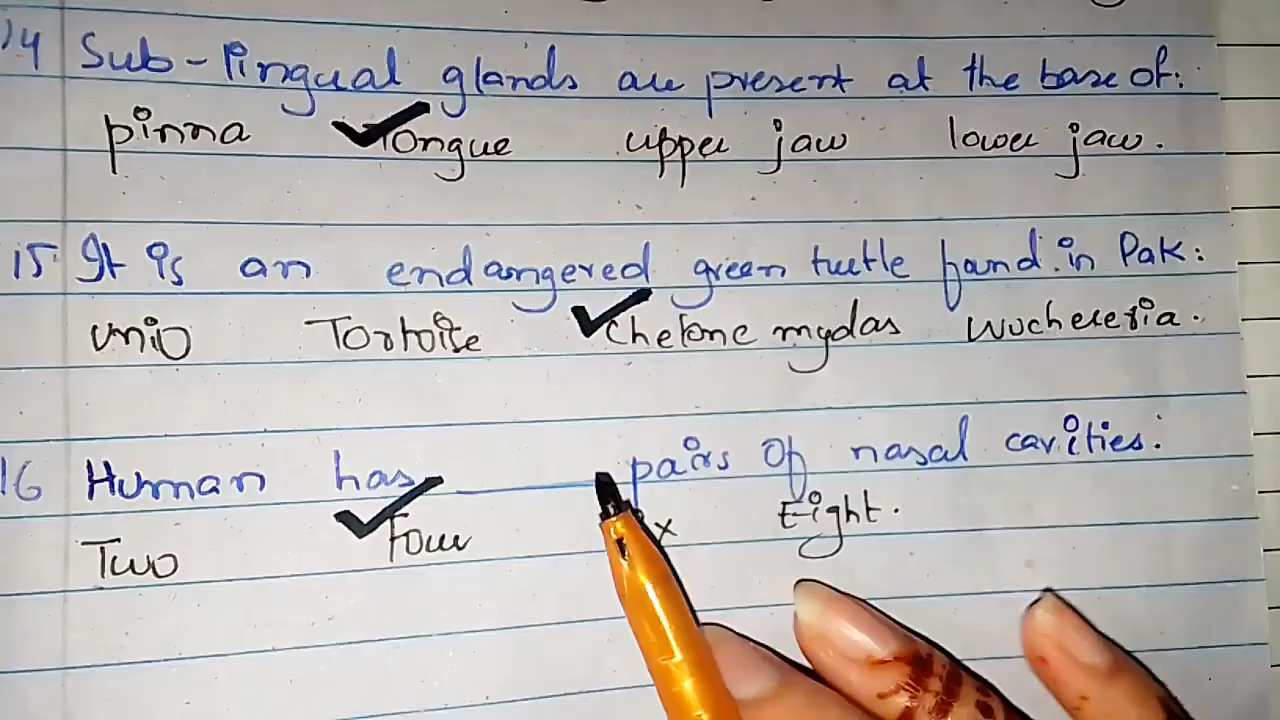 14 Sub-lingual glands are present at the base of:
pinna Tongue upper jaw lower jaw.
15. It is an endangered green turtle found in Pak:
Unio Tortoise Chelone mydas Wuchereria.
16 Human has ______ pairs of nasal cavities:
Two Four Eight.